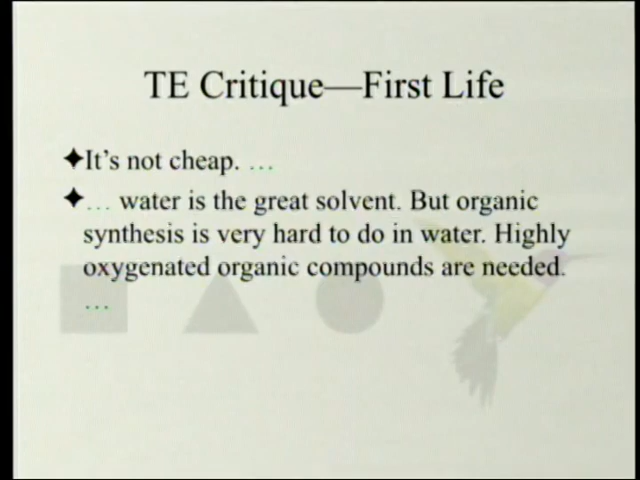 TE Critique—First Life
✦It's not cheap. …
✦… water is the great solvent. But organic
synthesis is very hard to do in water. Highly
oxygenated organic compounds are needed.
…